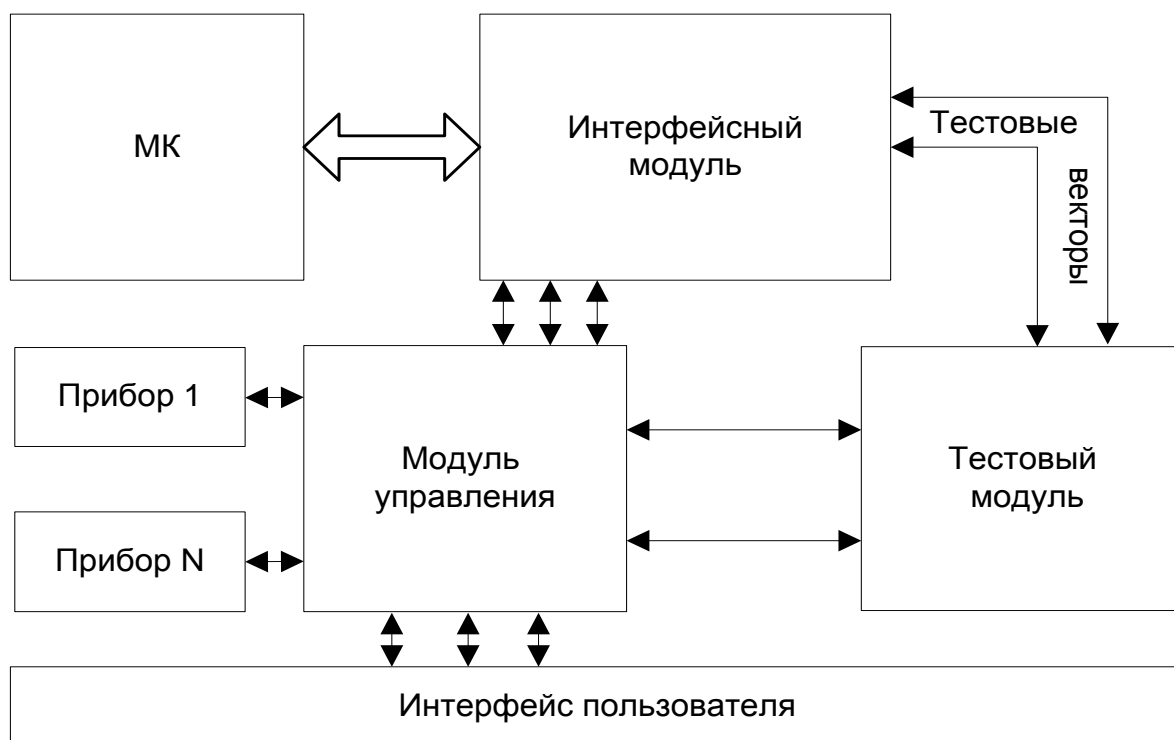 МК
Интерфейсный
модуль
Тестовые
векторы
Прибор 1
Модуль
управления
Тестовый
модуль
Прибор N
Интерфейс пользователя